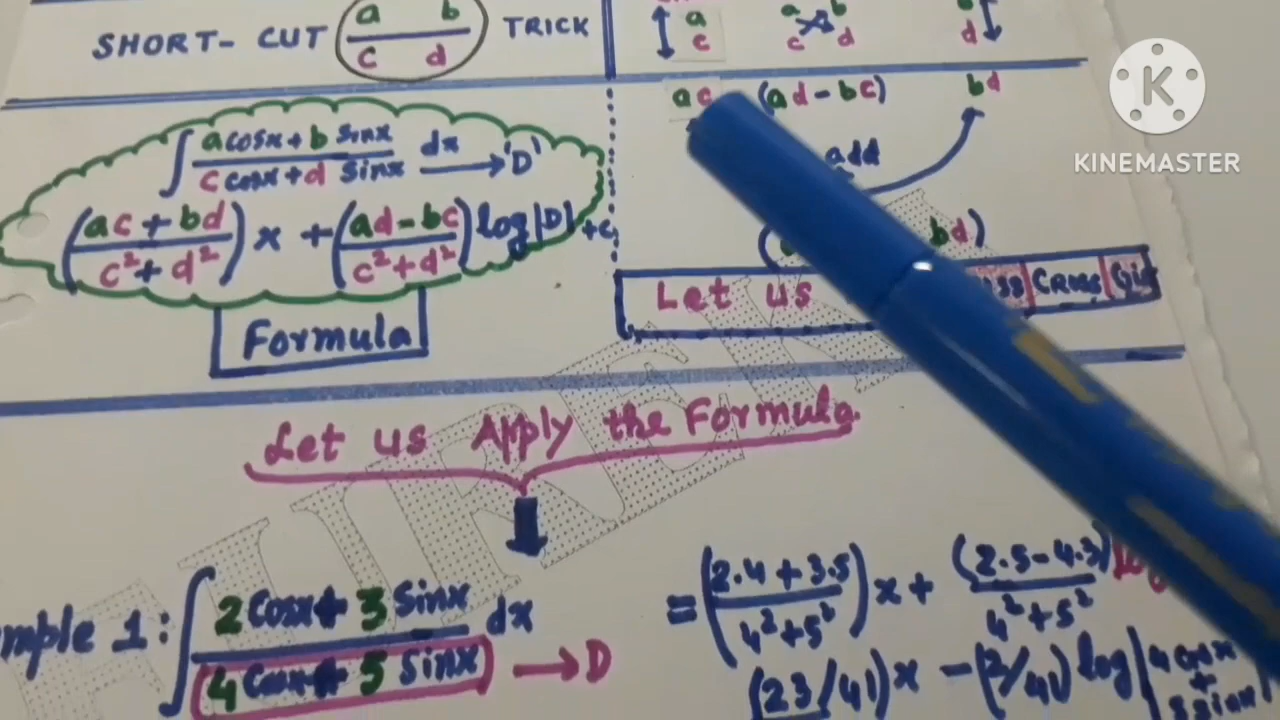 SHORT- CUT a b
c d TRICK
a
c
a b
c d
b
d
ac (ad-bc) bd
add
bd)
∫ acosx+b sinx / c cosx+d sinx dx → 'D'
(ac+bd / c²+d²) x + (ad-bc / c²+d²) log|D| +c
Formula
Let us Cross
KINEMASTER
Let us Apply the Formula
mple 1: ∫ 2 Cosx+ 3 Sinx / 4 Cosx+ 5 Sinx dx → D
= (2.4+3.5 / 4²+5²) x + (2.5-4.3) / 4²+5²
(23/41) x - (2/41) log |4 cosx + 5 sinx|